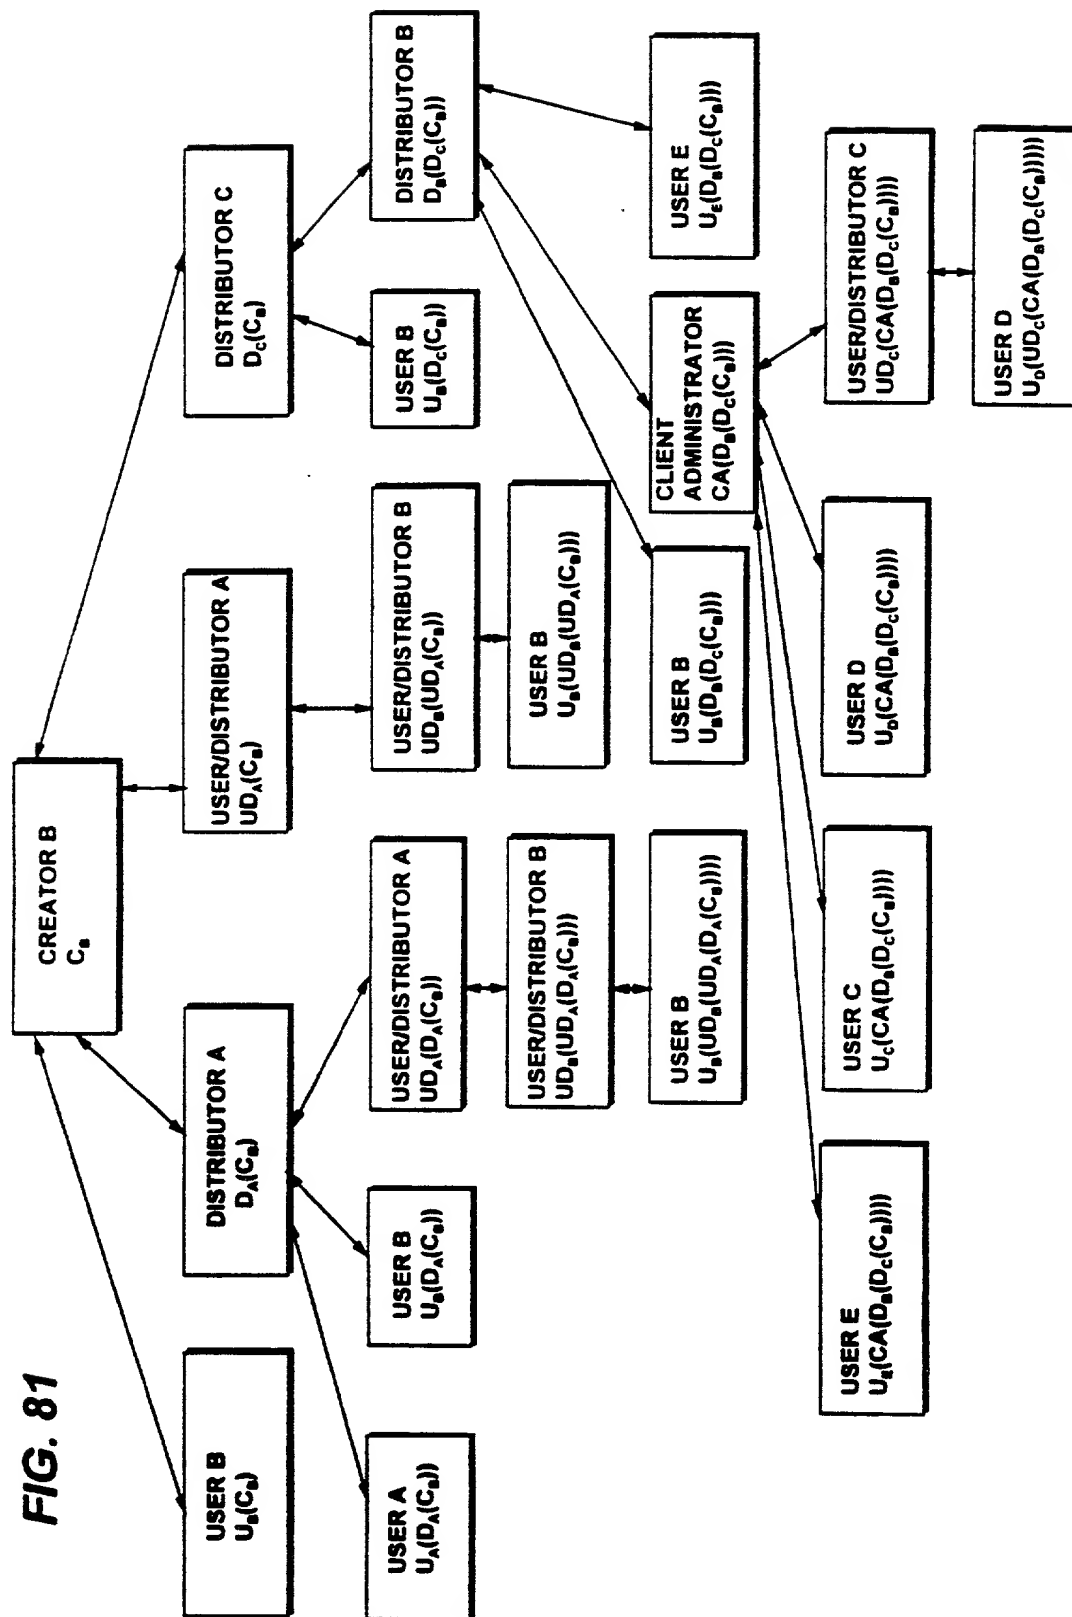 FIG. 81
CREATOR B
C_B
USER B
U_B(C_B)
DISTRIBUTOR A
D_A(C_B)
USER/DISTRIBUTOR A
UD_A(C_B)
DISTRIBUTOR C
D_C(C_B)
USER A
U_A(D_A(C_B))
USER B
U_B(D_A(C_B))
USER/DISTRIBUTOR A
UD_A(D_A(C_B))
USER/DISTRIBUTOR B
UD_B(UD_A(C_B))
USER B
U_B(D_C(C_B))
DISTRIBUTOR B
D_B(D_C(C_B))
USER/DISTRIBUTOR B
UD_B(UD_A(D_A(C_B)))
USER B
U_B(UD_B(UD_A(C_B)))
USER B
U_B(UD_B(UD_A(D_A(C_B))))
USER B
U_B(D_B(D_C(C_B)))
CLIENT
ADMINISTRATOR
CA(D_B(D_C(C_B)))
USER E
U_E(D_B(D_C(C_B)))
USER E
U_E(CA(D_B(D_C(C_B))))
USER C
U_C(CA(D_B(D_C(C_B))))
USER D
U_D(CA(D_B(D_C(C_B))))
USER/DISTRIBUTOR C
UD_C(CA(D_B(D_C(C_B))))
USER D
U_D(UD_C(CA(D_B(D_C(C_B)))))